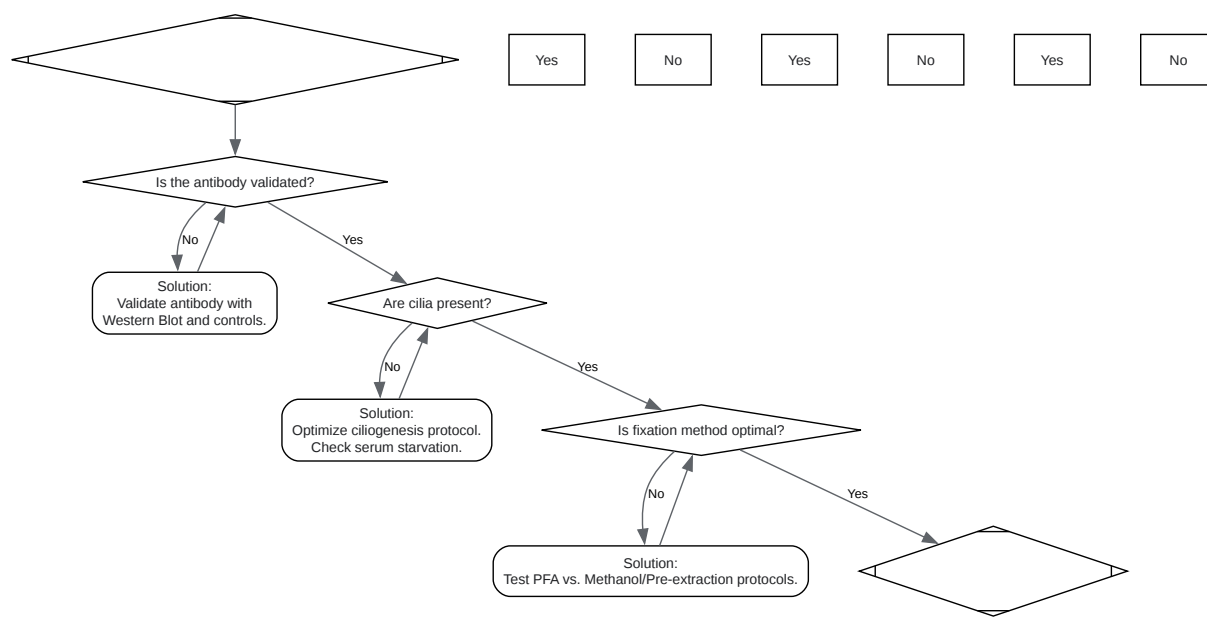 Yes
No
Yes
No
Yes
No
Is the antibody validated?
No
Yes
Solution:
Validate antibody with
Western Blot and controls.
Are cilia present?
No
Yes
Solution:
Optimize ciliogenesis protocol.
Check serum starvation.
Is fixation method optimal?
No
Yes
Solution:
Test PFA vs. Methanol/Pre-extraction protocols.